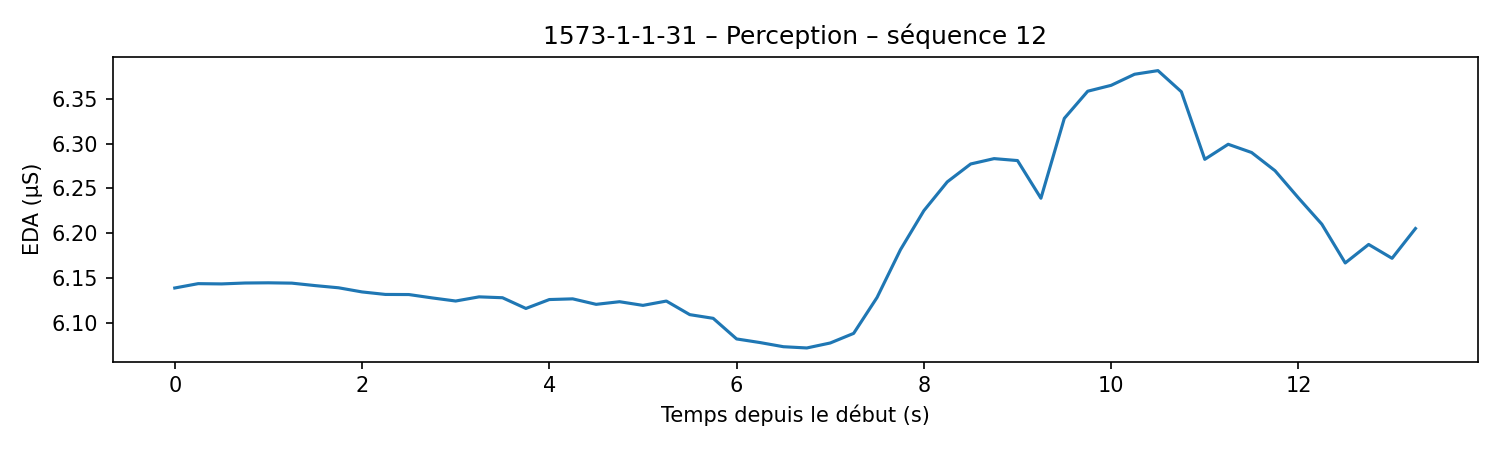 1573-1-1-31 – Perception – séquence 12
EDA (µS)
6.35
6.30
6.25
6.20
6.15
6.10
0 2 4 6 8 10 12
Temps depuis le début (s)